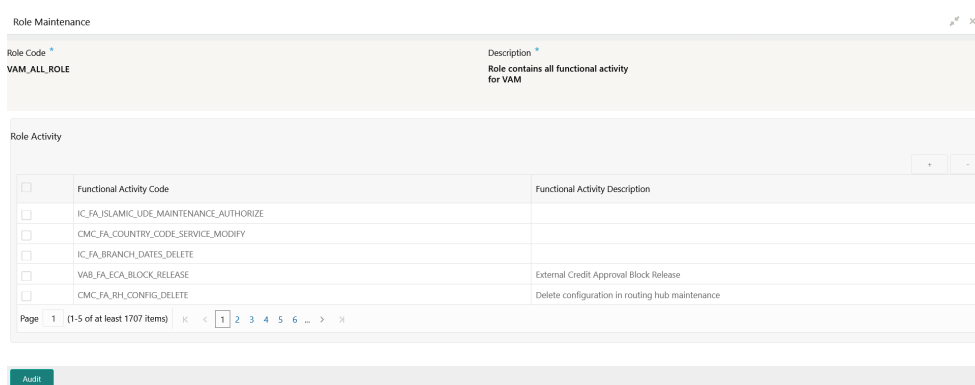 Role Maintenance
Role Code *
Description *
VAM_ALL_ROLE
Role contains all functional activity
for VAM
Role Activity
+ -
Functional Activity Code Functional Activity Description
IC_FA_ISLAMIC_UDE_MAINTENANCE_AUTHORIZE
CMC_FA_COUNTRY_CODE_SERVICE_MODIFY
IC_FA_BRANCH_DATES_DELETE
VAB_FA_ECA_BLOCK_RELEASE External Credit Approval Block Release
CMC_FA_RH_CONFIG_DELETE Delete configuration in routing hub maintenance
Page 1 (1-5 of at least 1707 items) 1 2 3 4 5 6 ...
Audit